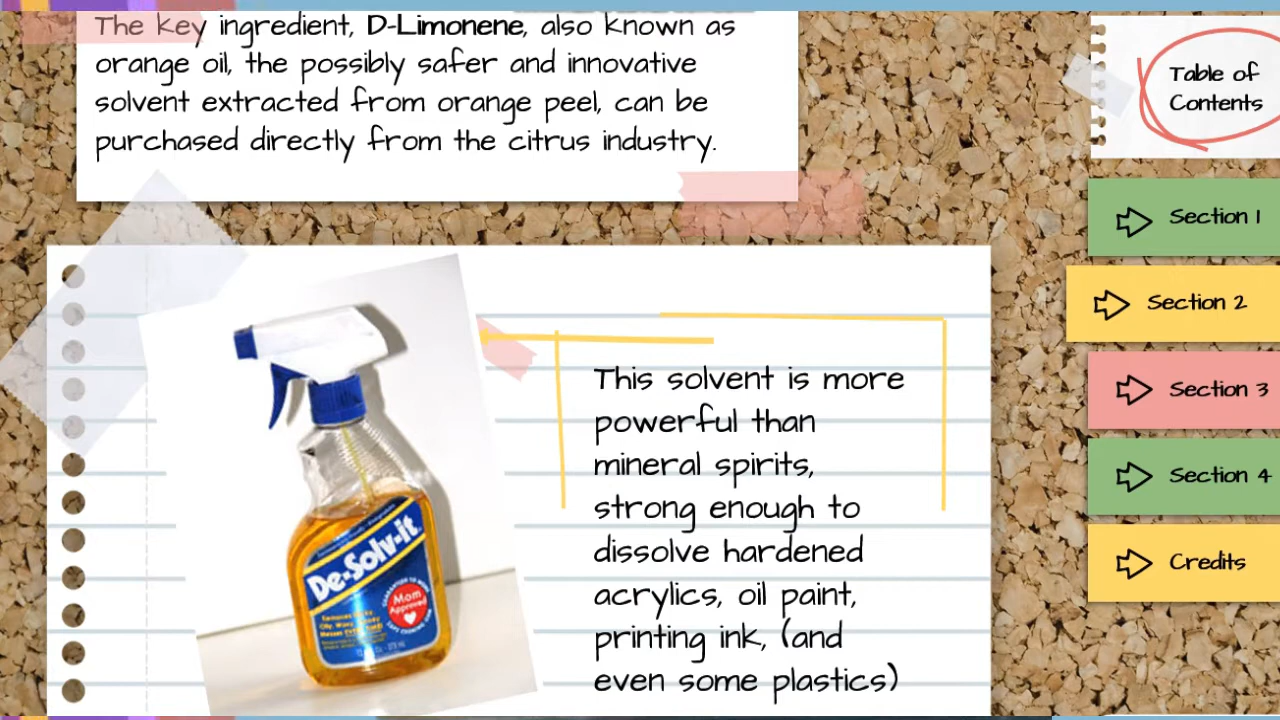 The key ingredient, D-Limonene, also known as
orange oil, the possibly safer and innovative
solvent extracted from orange peel, can be
purchased directly from the citrus industry.
Table of
Contents
Section 1
Section 2
Section 3
Section 4
Credits
De-Solv-it
Mom
Approved
This solvent is more
powerful than
mineral spirits,
strong enough to
dissolve hardened
acrylics, oil paint,
printing ink, (and
even some plastics)